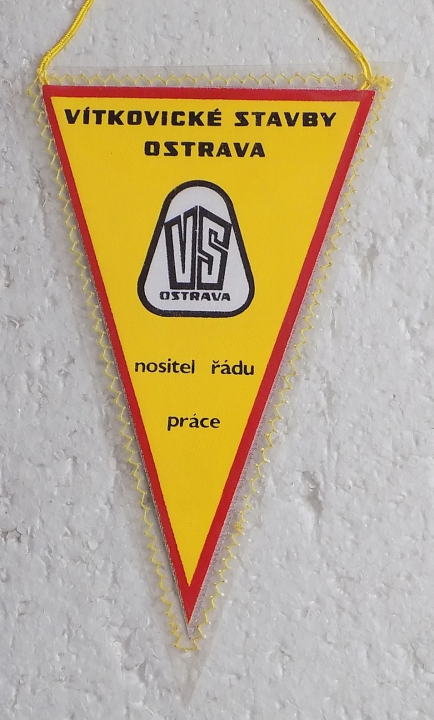 VÍTKOVICKÉ STAVBY
OSTRAVA
VS
OSTRAVA
nositel řádu
práce